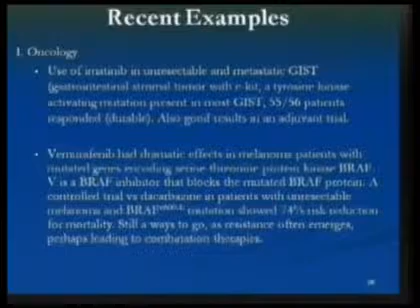 Recent Examples
I. Oncology
• Use of imatinib in unresectable and metastatic GIST
(gastrointestinal stromal tumor with c-kit, a tyrosine kinase
activating mutation present in most GIST, 55/56 patients
responded (durable). Also good results in an adjuvant trial.
• Vemurafenib had dramatic effects in melanoma patients with
mutated genes encoding serine-threonine protein kinase BRAF.
V is a BRAF inhibitor that blocks the mutated BRAF protein. A
controlled trial vs dacarbazine in patients with unresectable
melanoma and BRAF mutation showed 74% risk reduction
for mortality. Still a ways to go, as resistance often emerges,
perhaps leading to combination therapies.